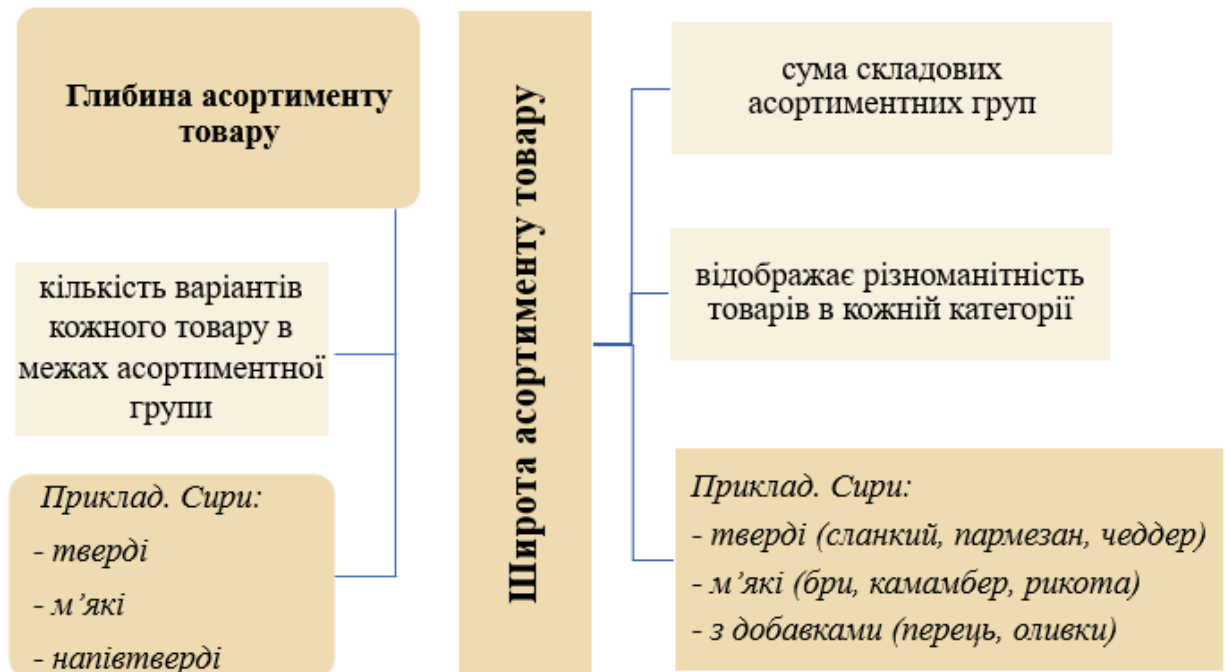 Глибина асортименту
товару
кількість варіантів
кожного товару в
межах асортиментної
групи
Приклад. Сири:
- тверді
- м’які
- напівтверді
Широта асортименту товару
сума складових
асортиментних груп
відображає різноманітність
товарів в кожній категорії
Приклад. Сири:
- тверді (сланкий, пармезан, чеддер)
- м’які (бри, камамбер, рикота)
- з добавками (перець, оливки)